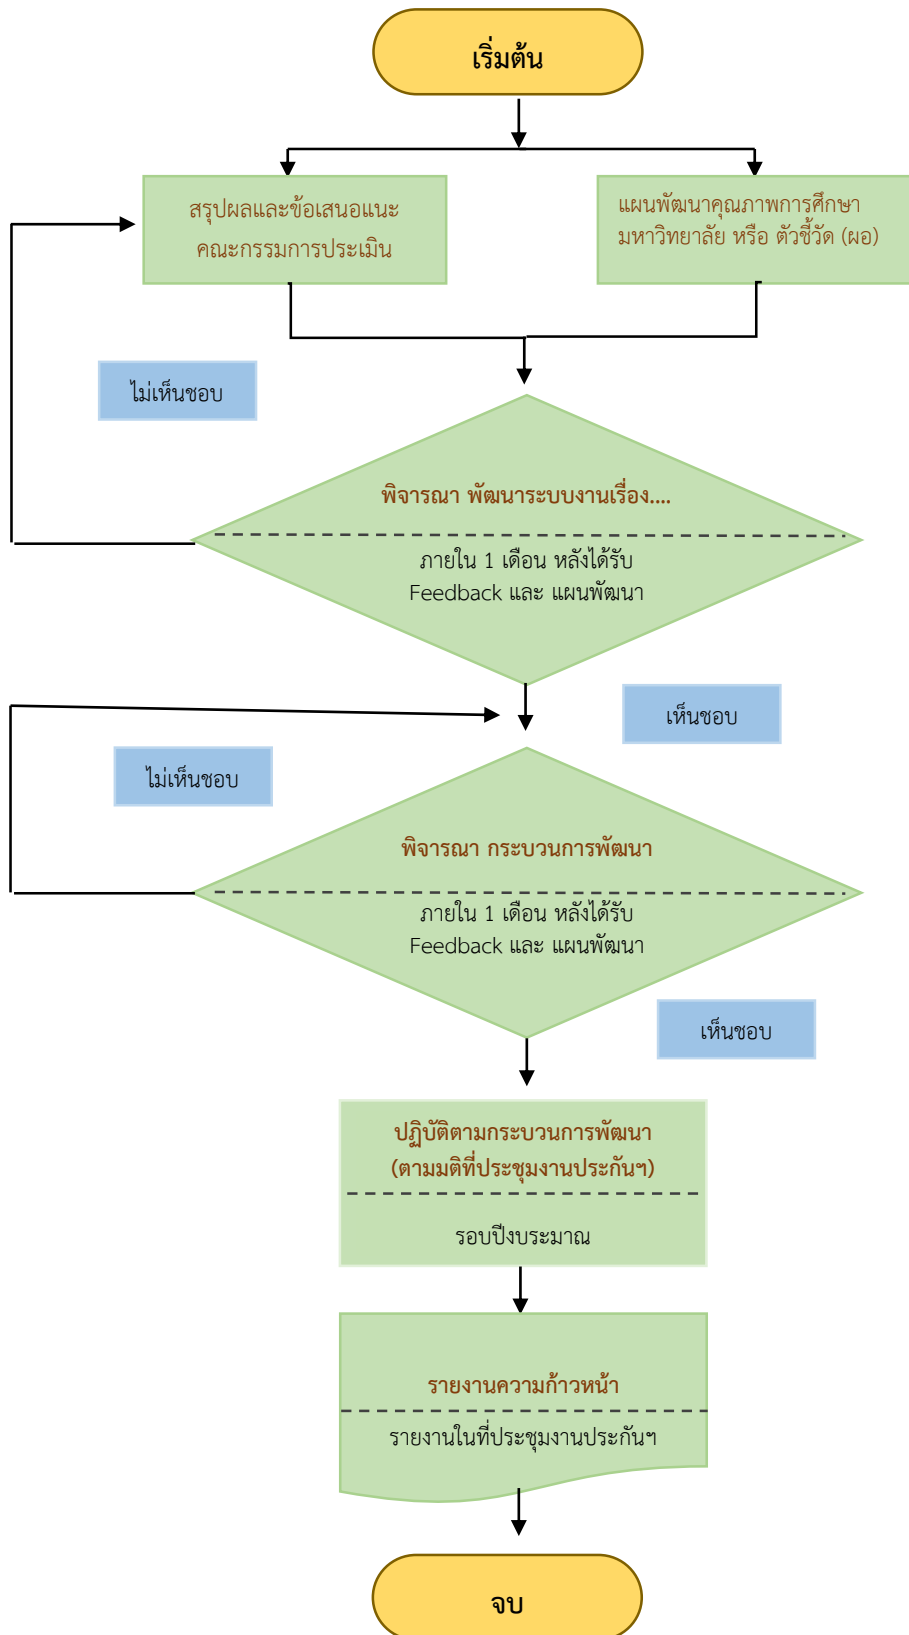 เริ่มต้น
สรุปผลและข้อเสนอแนะ
คณะกรรมการประเมิน
แผนพัฒนาคุณภาพการศึกษา
มหาวิทยาลัย หรือ ตัวชี้วัด (ผอ)
ไม่เห็นชอบ
พิจารณา พัฒนาระบบงานเรื่อง....
ภายใน 1 เดือน หลังได้รับ
Feedback และ แผนพัฒนา
เห็นชอบ
ไม่เห็นชอบ
พิจารณา กระบวนการพัฒนา
ภายใน 1 เดือน หลังได้รับ
Feedback และ แผนพัฒนา
เห็นชอบ
ปฏิบัติตามกระบวนการพัฒนา
(ตามมติที่ประชุมงานประกันฯ)
รอบปีงบประมาณ
รายงานความก้าวหน้า
รายงานในที่ประชุมงานประกันฯ
จบ